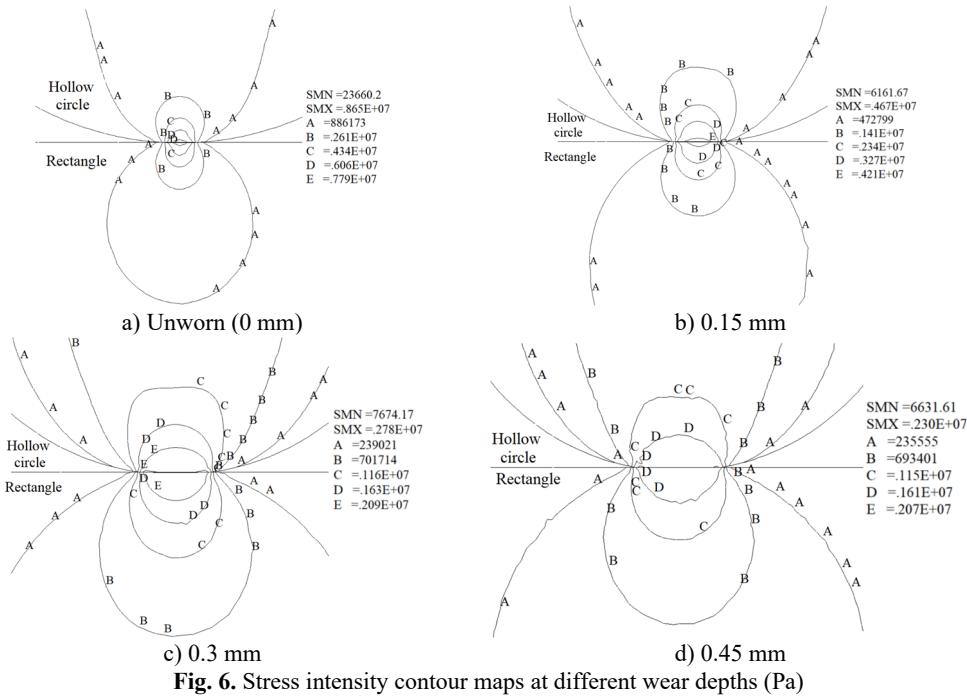 Hollow
circle
Rectangle
SMN =23660.2
SMX =.865E+07
A =886173
B =.261E+07
C =.434E+07
D =.606E+07
E =.779E+07
a) Unworn (0 mm)
Hollow
circle
Rectangle
SMN =6161.67
SMX =.467E+07
A =472799
B =.141E+07
C =.234E+07
D =.327E+07
E =.421E+07
b) 0.15 mm
Hollow
circle
Rectangle
SMN =7674.17
SMX =.278E+07
A =239021
B =701714
C =.116E+07
D =.163E+07
E =.209E+07
c) 0.3 mm
Hollow
circle
Rectangle
SMN =6631.61
SMX =.230E+07
A =235555
B =693401
C =.115E+07
D =.161E+07
E =.207E+07
d) 0.45 mm
Fig. 6. Stress intensity contour maps at different wear depths (Pa)